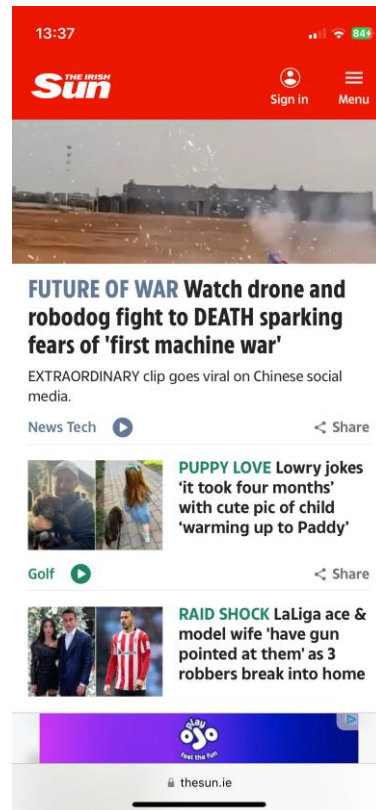 13:37
84
THE IRISH
Sun
Sign in
Menu
FUTURE OF WAR Watch drone and
robodog fight to DEATH sparking
fears of 'first machine war'
EXTRAORDINARY clip goes viral on Chinese social
media.
News Tech
Share
PUPPY LOVE Lowry jokes
‘it took four months’
with cute pic of child
‘warming up to Paddy’
Golf
Share
RAID SHOCK LaLiga ace &
model wife 'have gun
pointed at them' as 3
robbers break into home
play
OJO
feel the fun
thesun.ie